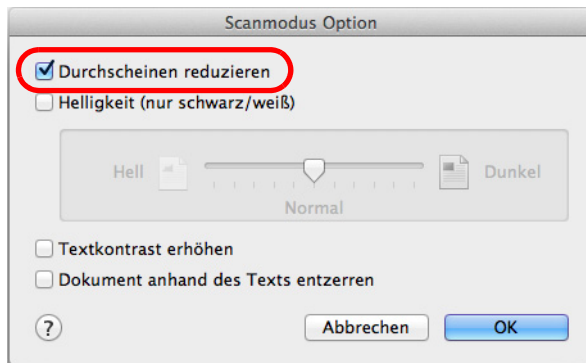 Scanmodus Option
Durchscheinen reduzieren
Helligkeit (nur schwarz/weiß)
Hell Dunkel
Normal
Textkontrast erhöhen
Dokument anhand des Texts entzerren
? Abbrechen OK